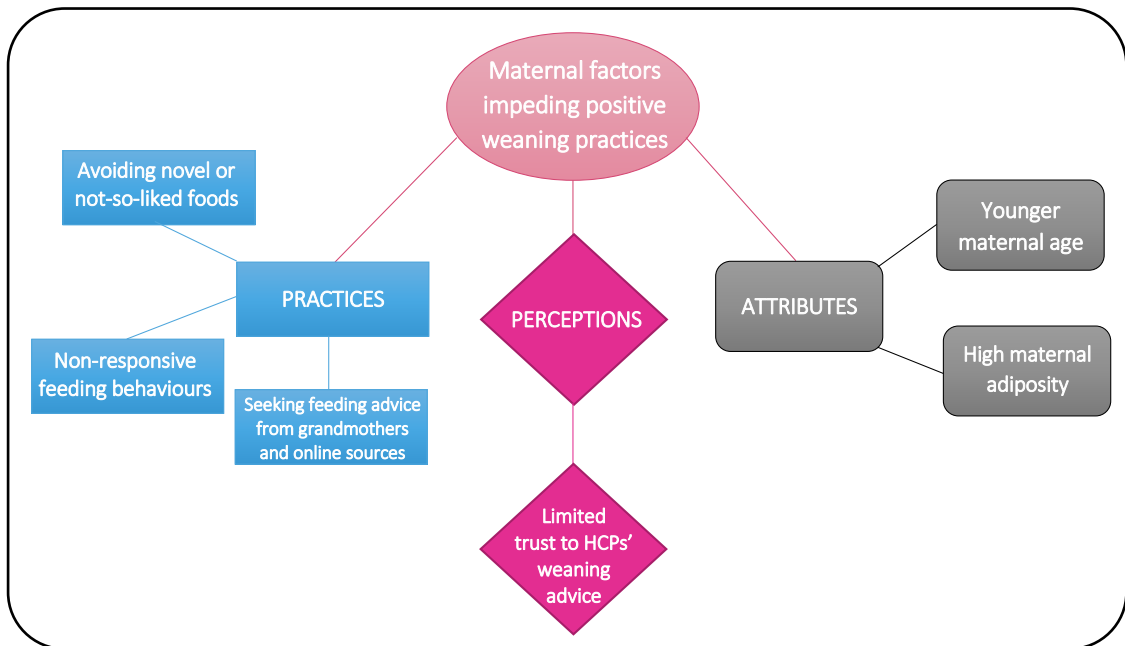 Maternal factors
impeding positive
weaning practices
Avoiding novel or
not-so-liked foods
PRACTICES
Non-responsive
feeding behaviours
Seeking feeding advice
from grandmothers
and online sources
PERCEPTIONS
Limited
trust to HCPs’
weaning
advice
ATTRIBUTES
Younger
maternal age
High maternal
adiposity